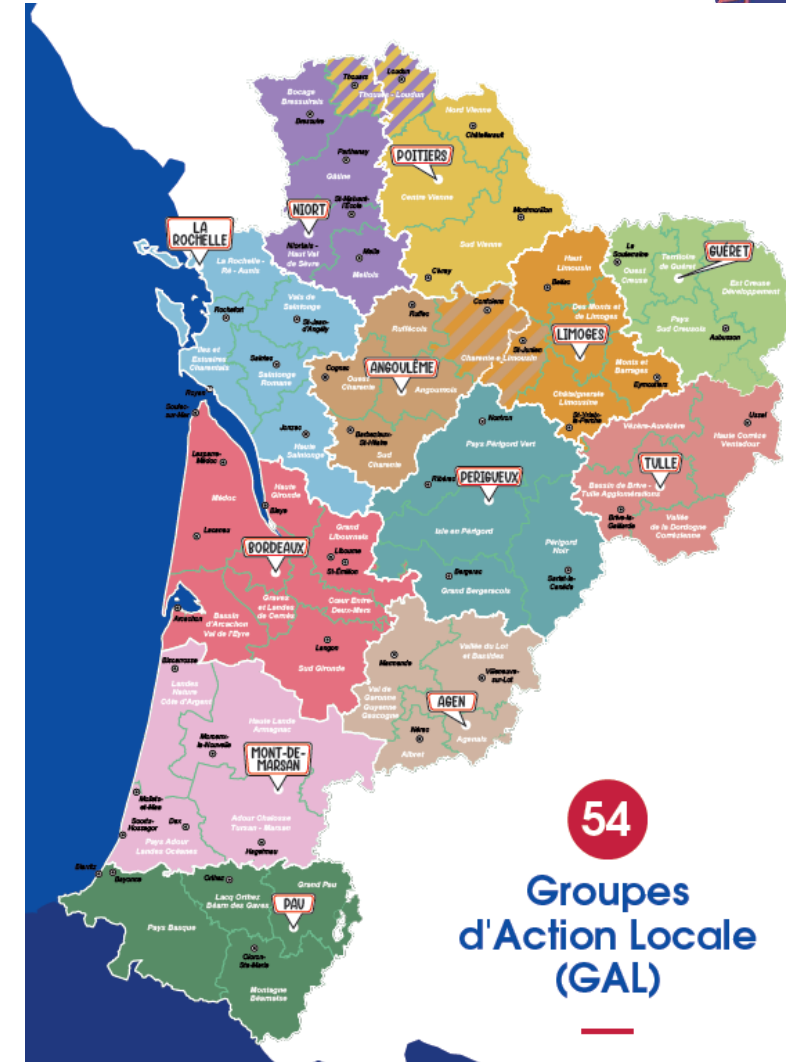 Thouars
Loudun
Thouars - Loudun
Bocage
Bressuirais
Bressuire
Nord Vienne
Châtellerault
Parthenay
Gâtine
POITIERS
Centre Vienne
St-Maixent-
l'École
NIORT
Montmorillon
LA
ROCHELLE
Niortais -
Haut Val
de Sèvre
Melle
Mellois
Sud Vienne
Civray
La Rochelle -
Ré - Aunis
Haut
Limousin
La
Souterraine
Ouest
Creuse
Territoire
de Guéret
GUÉRET
Est Creuse
Développement
Bellac
Rochefort
Vals de
Saintonge
St-Jean-
d'Angély
Ruffec
Ruffécois
Confolens
Des Monts et
de Limoges
Pays
Sud Creusois
Aubusson
LIMOGES
St-Junien
Charente e Limousin
Iles et
Estuaires
Charentais
Saintes
Saintonge
Romane
Cognac
ANGOULÊME
Ouest
Charente
Angoumois
Monts et
Barrages
Eymoutiers
Châtaigneraie
Limousine
Royan
Soulac-
sur-Mer
Jonzac
Haute
Saintonge
Barbezieux-
St-Hilaire
Sud
Charente
Nontron
St-Yrieix-
la-Perche
Ussel
Vézère-Auvézère
Haute Corrèze
Ventadour
Pays Périgord Vert
Lesparre-
Médoc
Médoc
Haute
Gironde
Blaye
Ribérac
PERIGUEUX
TULLE
Bassin de Brive -
Tulle Agglomérations
Brive-la-
Gaillarde
Vallée
de la Dordogne
Corrézienne
Lacanau
Grand
Libournais
Isle en Périgord
Périgord
Noir
BORDEAUX
Libourne
St-Émilion
Bergerac
Sarlat-la-
Canéda
Grand Bergeracois
Graves
et Landes
de Cernès
Cœur Entre-
Deux-Mers
Arcachon
Bassin
d'Arcachon
Val de l'Eyre
Langon
Sud Gironde
Vallée du Lot
et Bastides
Marmande
Biscarrosse
Villeneuve-
sur-Lot
Landes
Nature
Côte d'Argent
Val de
Garonne
Guyenne
Gascogne
AGEN
Haute Lande
Armagnac
Nérac
Albret
Agenais
Morcenx-
la-Nouvelle
MONT-DE-
MARSAN
Moliets-
et-Maa
Soorts-
Hossegor
Dax
Adour Chalosse
Tursan - Marsan
Pays Adour
Landes Océanes
Hagetmau
Biarritz
Bayonne
Orthez
Grand Pau
Lacq Orthez
Béarn des Gaves
PAU
Pays Basque
Oloron-
Ste-Marie
Montagne
Béarnaise
54
Groupes
d'Action Locale
(GAL)